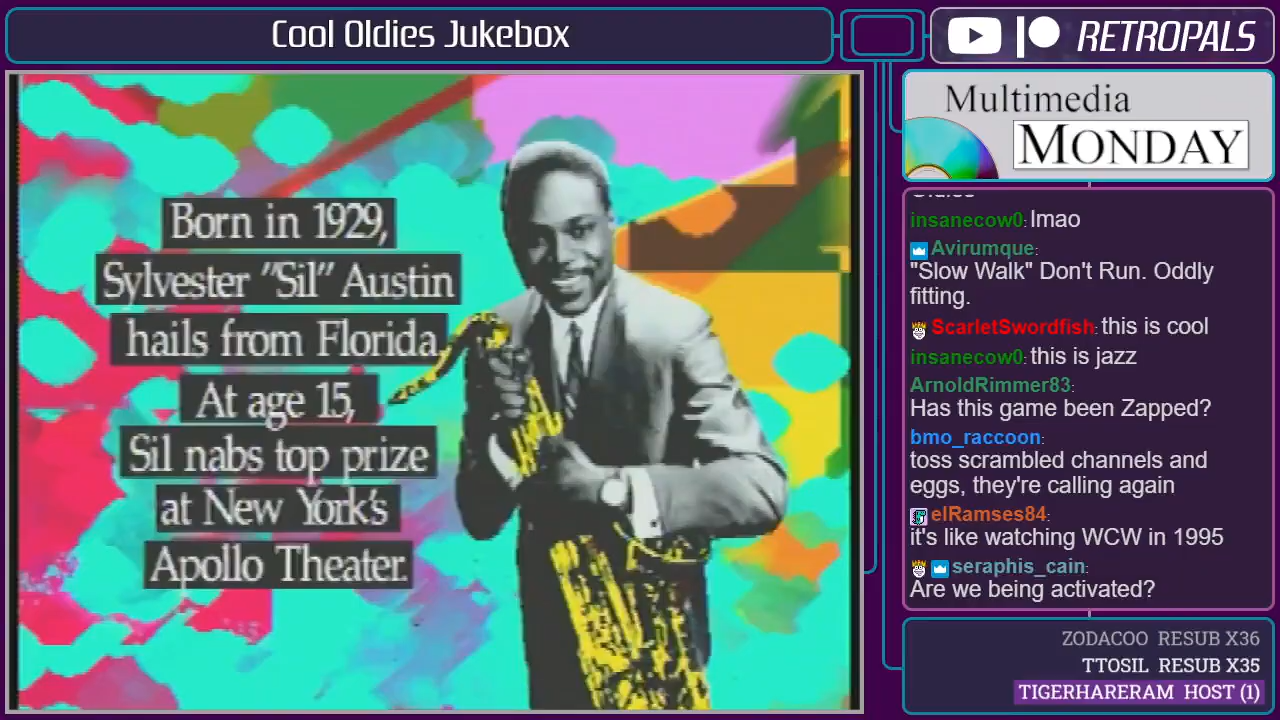 Cool Oldies Jukebox
RETROPALS
Multimedia
MONDAY
Born in 1929,
Sylvester "Sil" Austin
hails from Florida.
At age 15,
Sil nabs top prize
at New York's
Apollo Theater.
insanecow0: lmao
Avirumque:
"Slow Walk" Don't Run. Oddly
fitting.
ScarletSwordfish: this is cool
insanecow0: this is jazz
ArnoldRimmer83:
Has this game been Zapped?
bmo_raccoon:
toss scrambled channels and
eggs, they're calling again
elRamses84:
it's like watching WCW in 1995
seraphis_cain:
Are we being activated?
ZODACOO RESUB X36
TTOSIL RESUB X35
TIGERHARERAM HOST (1)